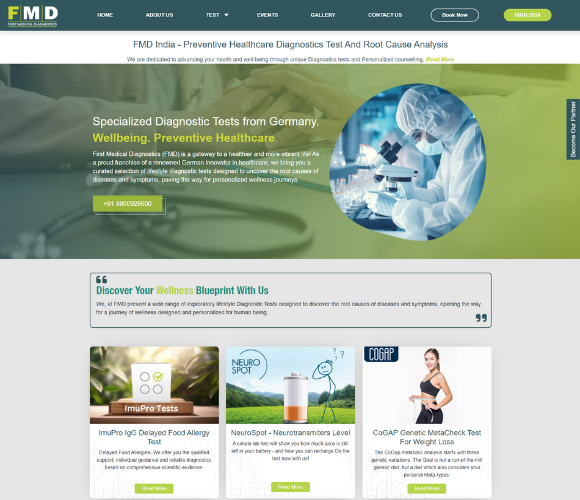 F|M|D
FIRST MEDICAL DIAGNOSTICS
HOME
ABOUT US
TEST
EVENTS
GALLERY
CONTACT US
Book Now
ISGH 2024
FMD India - Preventive Healthcare Diagnostics Test And Root Cause Analysis
We are dedicated to advancing your health and well-being through unique Diagnostics tests and Personalized counselling. Read More
Become Our Partner
Specialized Diagnostic Tests from Germany.
Wellbeing. Preventive Healthcare
First Medical Diagnostics (FMD) is a gateway to a healthier and more vibrant life! As
a proud franchise of a renowned German innovator in healthcare, we bring you a
curated selection of lifestyle diagnostic tests designed to uncover the root causes of
diseases and symptoms, paving the way for personalized wellness journeys.
+91 8800929600
Discover Your Wellness Blueprint With Us
We, at FMD present a wide range of exploratory lifestyle Diagnostic Tests designed to discover the root causes of diseases and symptoms, opening the way
for a journey of wellness designed and personalized for human being.
ImuPro Tests
ImuPro IgG Delayed Food Allergy
Test
Delayed Food Allergies. We offer you the qualified
support, individual guidance and reliable diagnostics
based on comprehensive scientific evidence
Read More
NEURO
SPOT
? ? ?
NeuroSpot - Neurotransmiters Level
A simple lab test will show you how much juice is still
left in your battery - and how you can recharge Do the
test now with us!
Read More
COGAP
CoGAP Genetic MetaCheck Test
For Weight Loss
The CoGap metabolic analysis starts with these
genetic variations. The Goal is not a run-of-the-mill
generic diet, but a diet which also considers your
personal Meta-types.
Read More